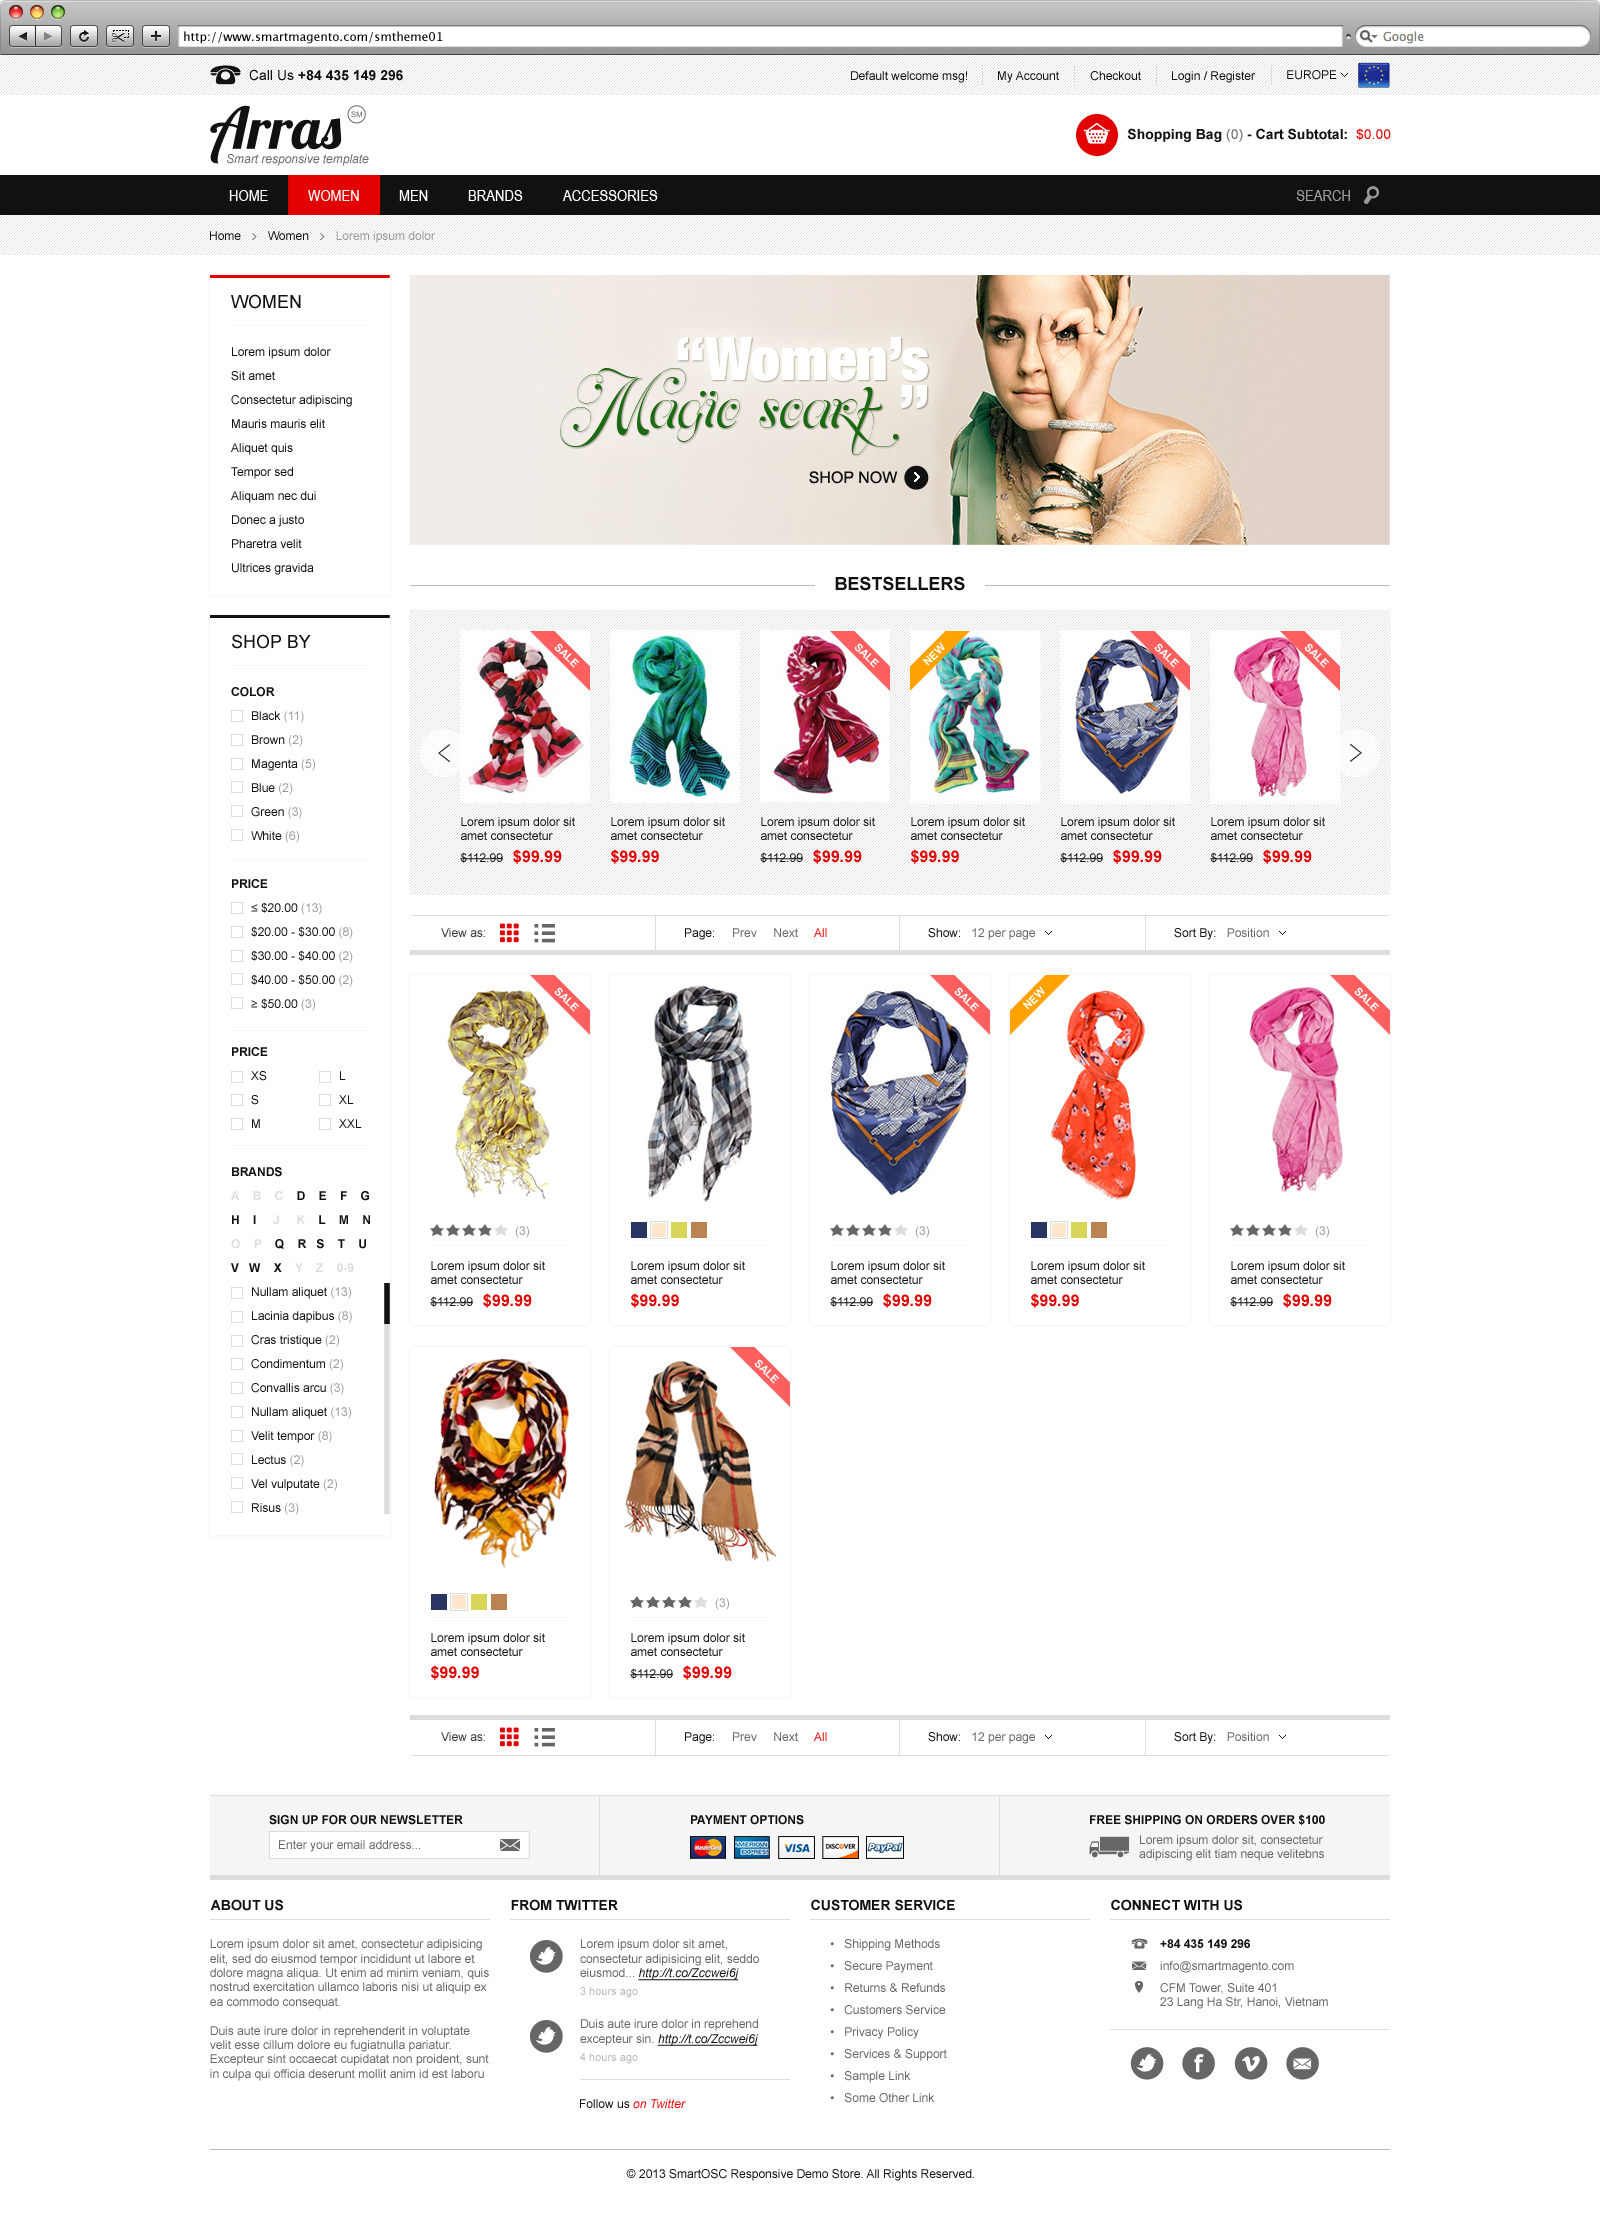 http://www.smartmagento.com/smtheme01
Google
Call Us +84 435 149 296
Default welcome msg!
My Account
Checkout
Login / Register
EUROPE
Arras
SM
Smart responsive template
Shopping Bag (0) - Cart Subtotal: $0.00
HOME
WOMEN
MEN
BRANDS
ACCESSORIES
SEARCH
Home
Women
Lorem ipsum dolor
WOMEN
Lorem ipsum dolor
Sit amet
Consectetur adipiscing
Mauris mauris elit
Aliquet quis
Tempor sed
Aliquam nec dui
Donec a justo
Pharetra velit
Ultrices gravida
SHOP BY
COLOR
Black (11)
Brown (2)
Magenta (5)
Blue (2)
Green (3)
White (6)
PRICE
≤ $20.00 (13)
$20.00 - $30.00 (8)
$30.00 - $40.00 (2)
$40.00 - $50.00 (2)
≥ $50.00 (3)
PRICE
XS L
S XL
M XXL
BRANDS
A B C D E F G
H I J K L M N
O P Q R S T U
V W X Y Z 0-9
Nullam aliquet (13)
Lacinia dapibus (8)
Cras tristique (2)
Condimentum (2)
Convallis arcu (3)
Nullam aliquet (13)
Velit tempor (8)
Lectus (2)
Vel vulputate (2)
Risus (3)
“Women’s
Magic scarf ”
SHOP NOW
BESTSELLERS
SALE
Lorem ipsum dolor sit
amet consectetur
$112.99 $99.99
Lorem ipsum dolor sit
amet consectetur
$99.99
SALE
Lorem ipsum dolor sit
amet consectetur
$112.99 $99.99
NEW
Lorem ipsum dolor sit
amet consectetur
$99.99
SALE
Lorem ipsum dolor sit
amet consectetur
$112.99 $99.99
SALE
Lorem ipsum dolor sit
amet consectetur
$112.99 $99.99
View as:
Page: Prev Next All
Show: 12 per page
Sort By: Position
SALE
(3)
Lorem ipsum dolor sit
amet consectetur
$112.99 $99.99
Lorem ipsum dolor sit
amet consectetur
$99.99
SALE
(3)
Lorem ipsum dolor sit
amet consectetur
$112.99 $99.99
NEW
Lorem ipsum dolor sit
amet consectetur
$99.99
SALE
(3)
Lorem ipsum dolor sit
amet consectetur
$112.99 $99.99
Lorem ipsum dolor sit
amet consectetur
$99.99
SALE
(3)
Lorem ipsum dolor sit
amet consectetur
$112.99 $99.99
View as:
Page: Prev Next All
Show: 12 per page
Sort By: Position
SIGN UP FOR OUR NEWSLETTER
Enter your email address...
PAYMENT OPTIONS
MasterCard
AMERICAN EXPRESS
VISA
DISCOVER
PayPal
FREE SHIPPING ON ORDERS OVER $100
Lorem ipsum dolor sit, consectetur
adipiscing elit tiam neque velitebns
ABOUT US
Lorem ipsum dolor sit amet, consectetur adipisicing
elit, sed do eiusmod tempor incididunt ut labore et
dolore magna aliqua. Ut enim ad minim veniam, quis
nostrud exercitation ullamco laboris nisi ut aliquip ex
ea commodo consequat.
Duis aute irure dolor in reprehenderit in voluptate
velit esse cillum dolore eu fugiatnulla pariatur.
Excepteur sint occaecat cupidatat non proident, sunt
in culpa qui officia deserunt mollit anim id est laboru
FROM TWITTER
Lorem ipsum dolor sit amet,
consectetur adipisicing elit, seddo
eiusmod... http://t.co/Zccwei6j
3 hours ago
Duis aute irure dolor in reprehend
excepteur sin. http://t.co/Zccwei6j
4 hours ago
Follow us on Twitter
CUSTOMER SERVICE
• Shipping Methods
• Secure Payment
• Returns & Refunds
• Customers Service
• Privacy Policy
• Services & Support
• Sample Link
• Some Other Link
CONNECT WITH US
+84 435 149 296
info@smartmagento.com
CFM Tower, Suite 401
23 Lang Ha Str, Hanoi, Vietnam
© 2013 SmartOSC Responsive Demo Store. All Rights Reserved.